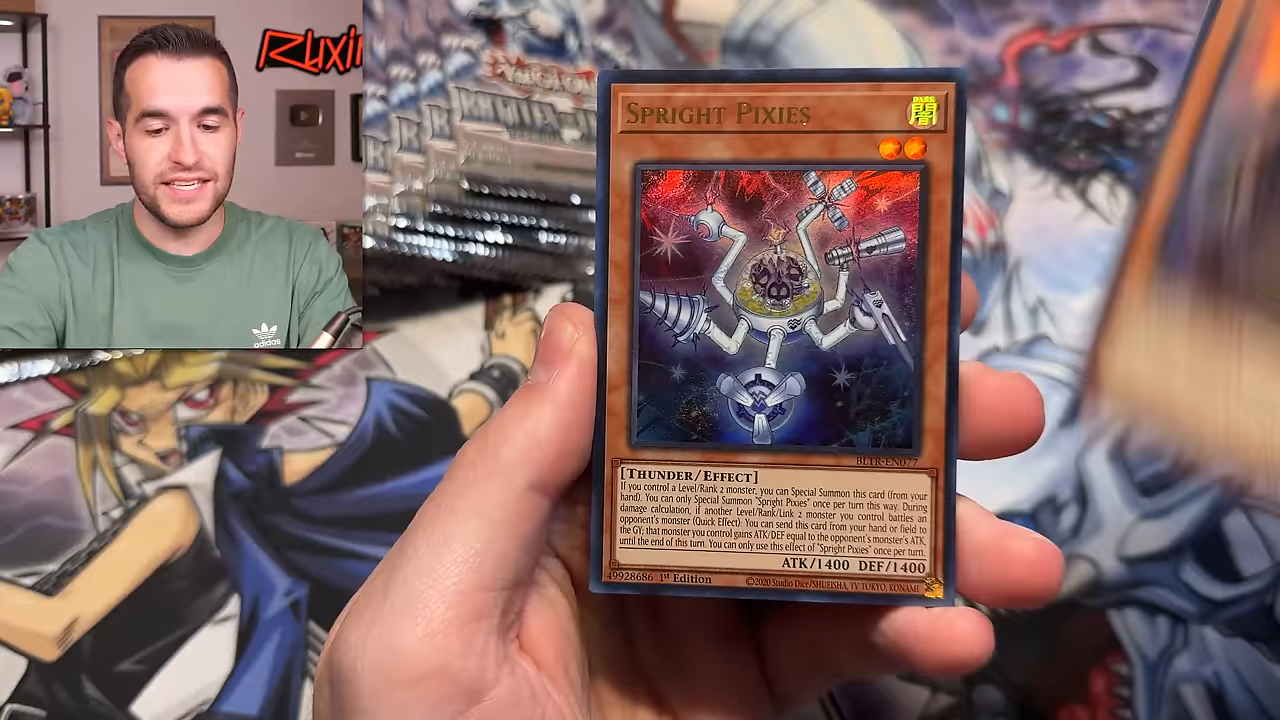 Ruxin
YU-GI-OH!
Spright Pixies
DARK
闇
BLTR-EN077
[Thunder/Effect]
If you control a Level/Rank 2 monster, you can Special Summon this card (from your
hand). You can only Special Summon "Spright Pixies" once per turn this way. During
damage calculation, if another Level/Rank/Link 2 monster you control battles an
opponent's monster (Quick Effect): You can send this card from your hand or field to
the GY; that monster you control gains ATK/DEF equal to the opponent's monster's ATK,
until the end of this turn. You can only use this effect of "Spright Pixies" once per turn.
ATK/1400 DEF/1400
49928686 1st Edition ©2020 Studio Dice/SHUEISHA, TV TOKYO, KONAMI
adidas